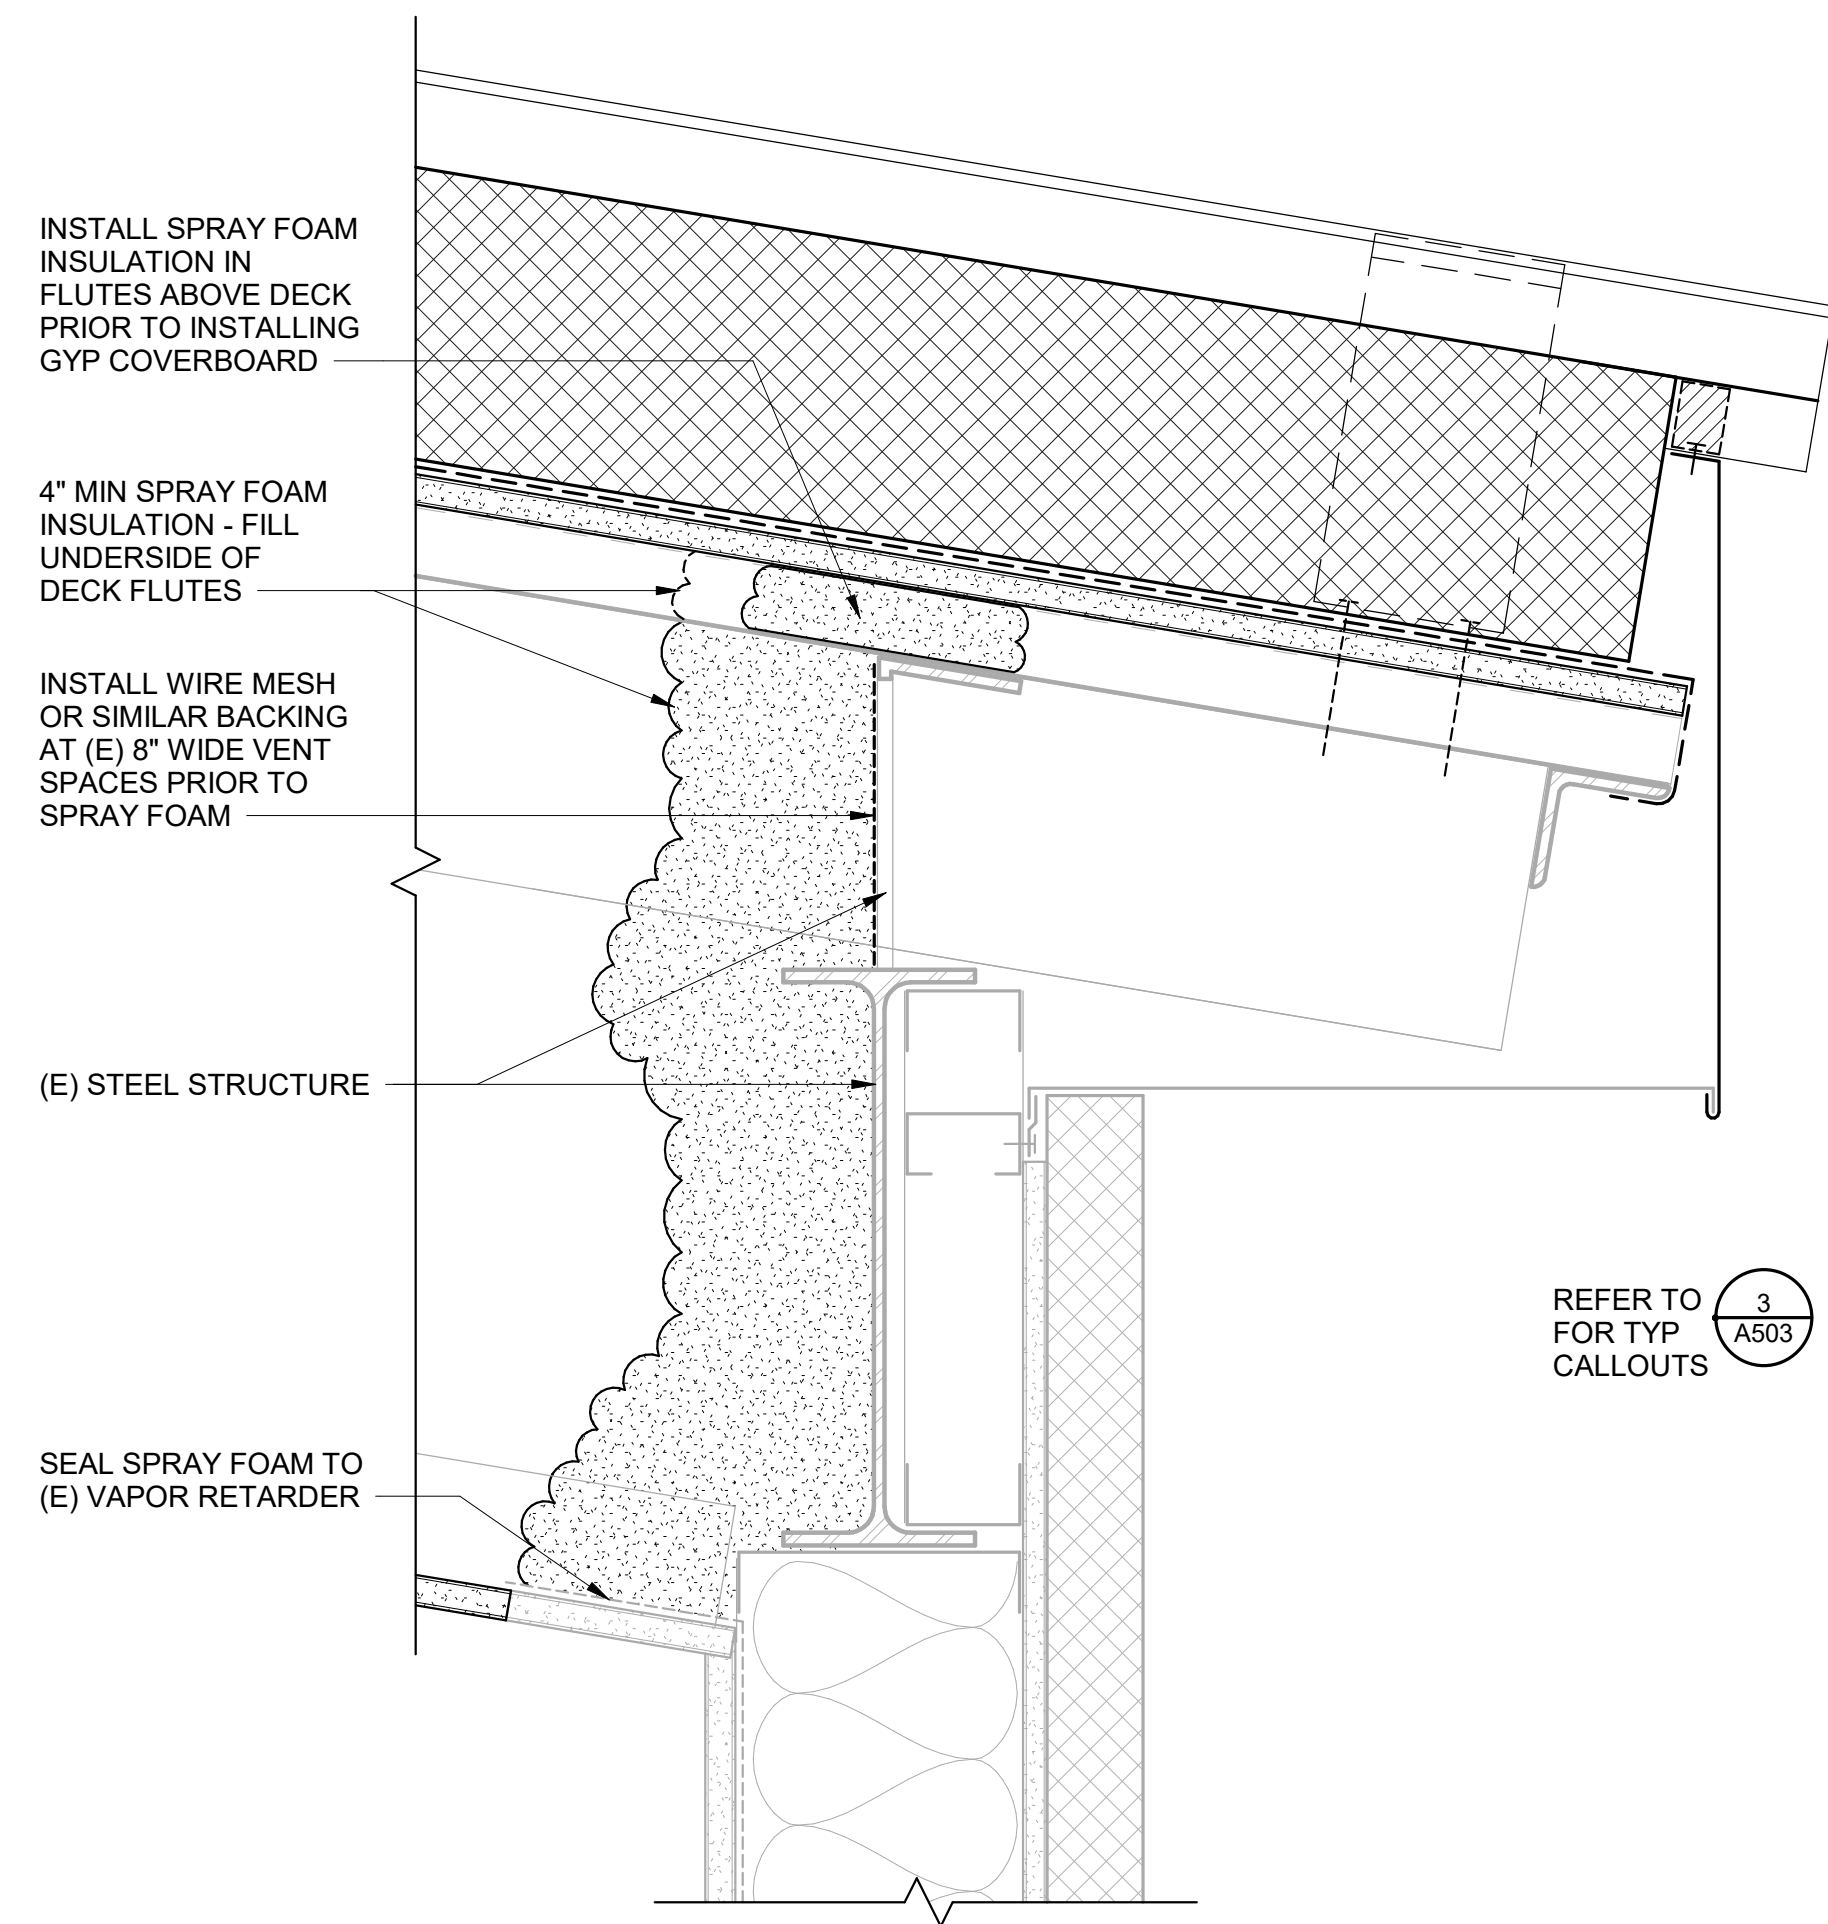 INSTALL SPRAY FOAM
INSULATION IN
FLUTES ABOVE DECK
PRIOR TO INSTALLING
GYP COVERBOARD
4" MIN SPRAY FOAM
INSULATION - FILL
UNDERSIDE OF
DECK FLUTES
INSTALL WIRE MESH
OR SIMILAR BACKING
AT (E) 8" WIDE VENT
SPACES PRIOR TO
SPRAY FOAM
(E) STEEL STRUCTURE
SEAL SPRAY FOAM TO
(E) VAPOR RETARDER
REFER TO
FOR TYP
CALLOUTS
3
A503